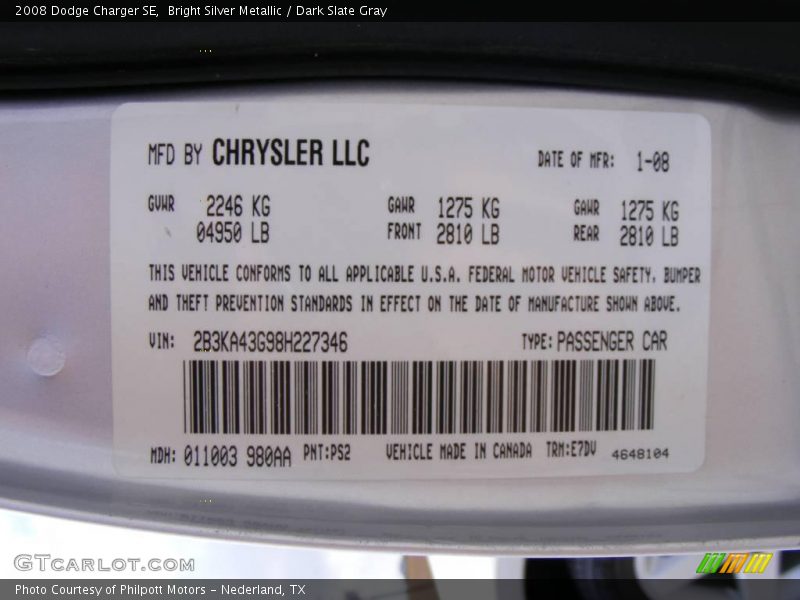 2008 Dodge Charger SE,  Bright Silver Metallic / Dark Slate Gray
MFD BY CHRYSLER LLC DATE OF MFR: 1-08
GVWR 2246 KG GAWR 1275 KG GAWR 1275 KG
04950 LB FRONT 2810 LB REAR 2810 LB
THIS VEHICLE CONFORMS TO ALL APPLICABLE U.S.A. FEDERAL MOTOR VEHICLE SAFETY, BUMPER
AND THEFT PREVENTION STANDARDS IN EFFECT ON THE DATE OF MANUFACTURE SHOWN ABOVE.
VIN: 2B3KA43G98H227346 TYPE: PASSENGER CAR
MDH: 011003 980AA PNT:PS2 VEHICLE MADE IN CANADA TRM:E7DV 4648104
GTCARLOT.COM
Photo Courtesy of Philpott Motors - Nederland, TX